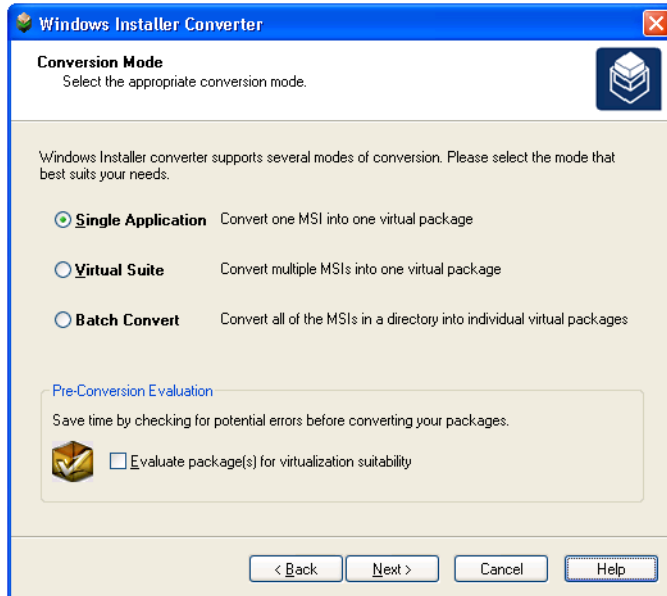 Windows Installer Converter
Conversion Mode
Select the appropriate conversion mode.
Windows Installer converter supports several modes of conversion. Please select the mode that
best suits your needs.
Single Application Convert one MSI into one virtual package
Virtual Suite Convert multiple MSIs into one virtual package
Batch Convert Convert all of the MSIs in a directory into individual virtual packages
Pre-Conversion Evaluation
Save time by checking for potential errors before converting your packages.
Evaluate package(s) for virtualization suitability
< Back Next > Cancel Help